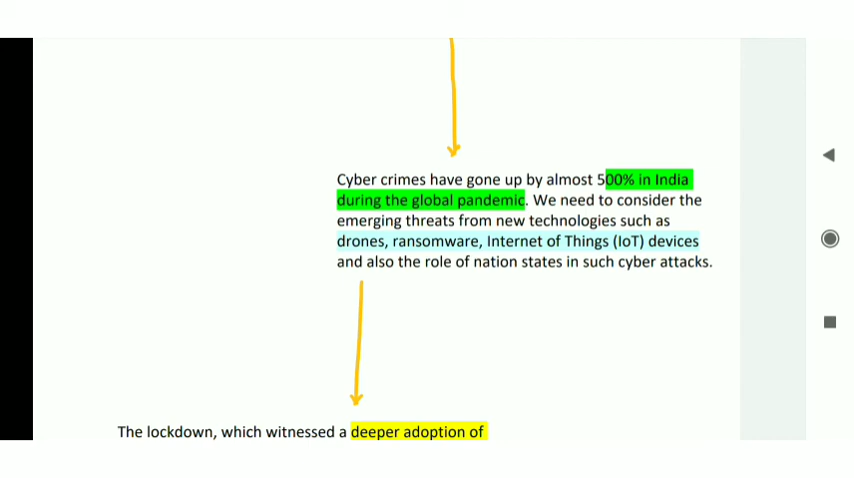 Cyber crimes have gone up by almost 500% in India
during the global pandemic. We need to consider the
emerging threats from new technologies such as
drones, ransomware, Internet of Things (IoT) devices
and also the role of nation states in such cyber attacks.
The lockdown, which witnessed a deeper adoption of